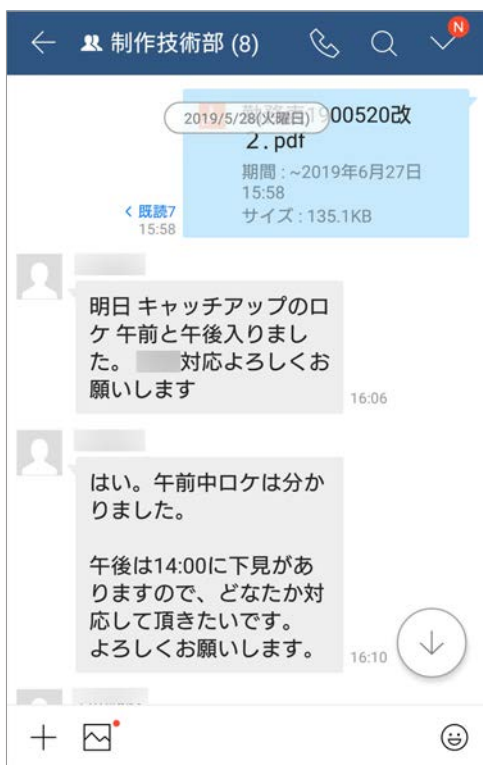 制作技術部 (8)
N
2019/5/28(火曜日)
00520改
2.pdf
期間 : ~2019年6月27日
15:58
サイズ : 135.1KB
既読7
15:58
明日 キャッチアップのロ
ケ 午前と午後入りまし
た。 対応よろしくお
願いします
16:06
はい。午前中ロケは分か
りました。
午後は14:00に下見があ
りますので、どなたか対
応して頂きたいです。
よろしくお願いします。
16:10